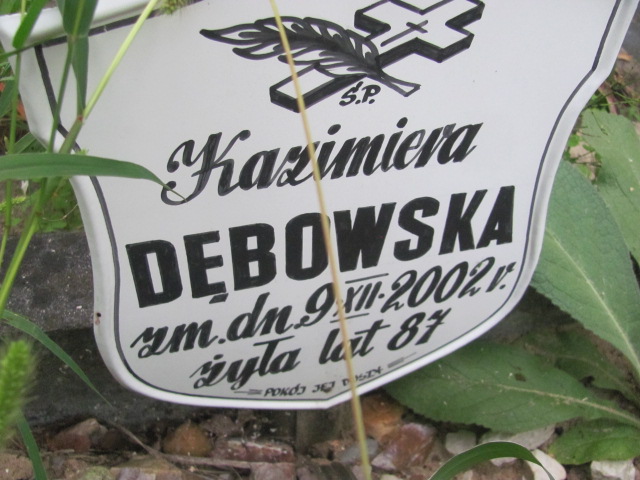 Ś.P.
Kazimiera
DĘBOWSKA
zm. dn. 9.XII.2002 r.
żyła lat 87
POKÓJ JEJ DUSZY